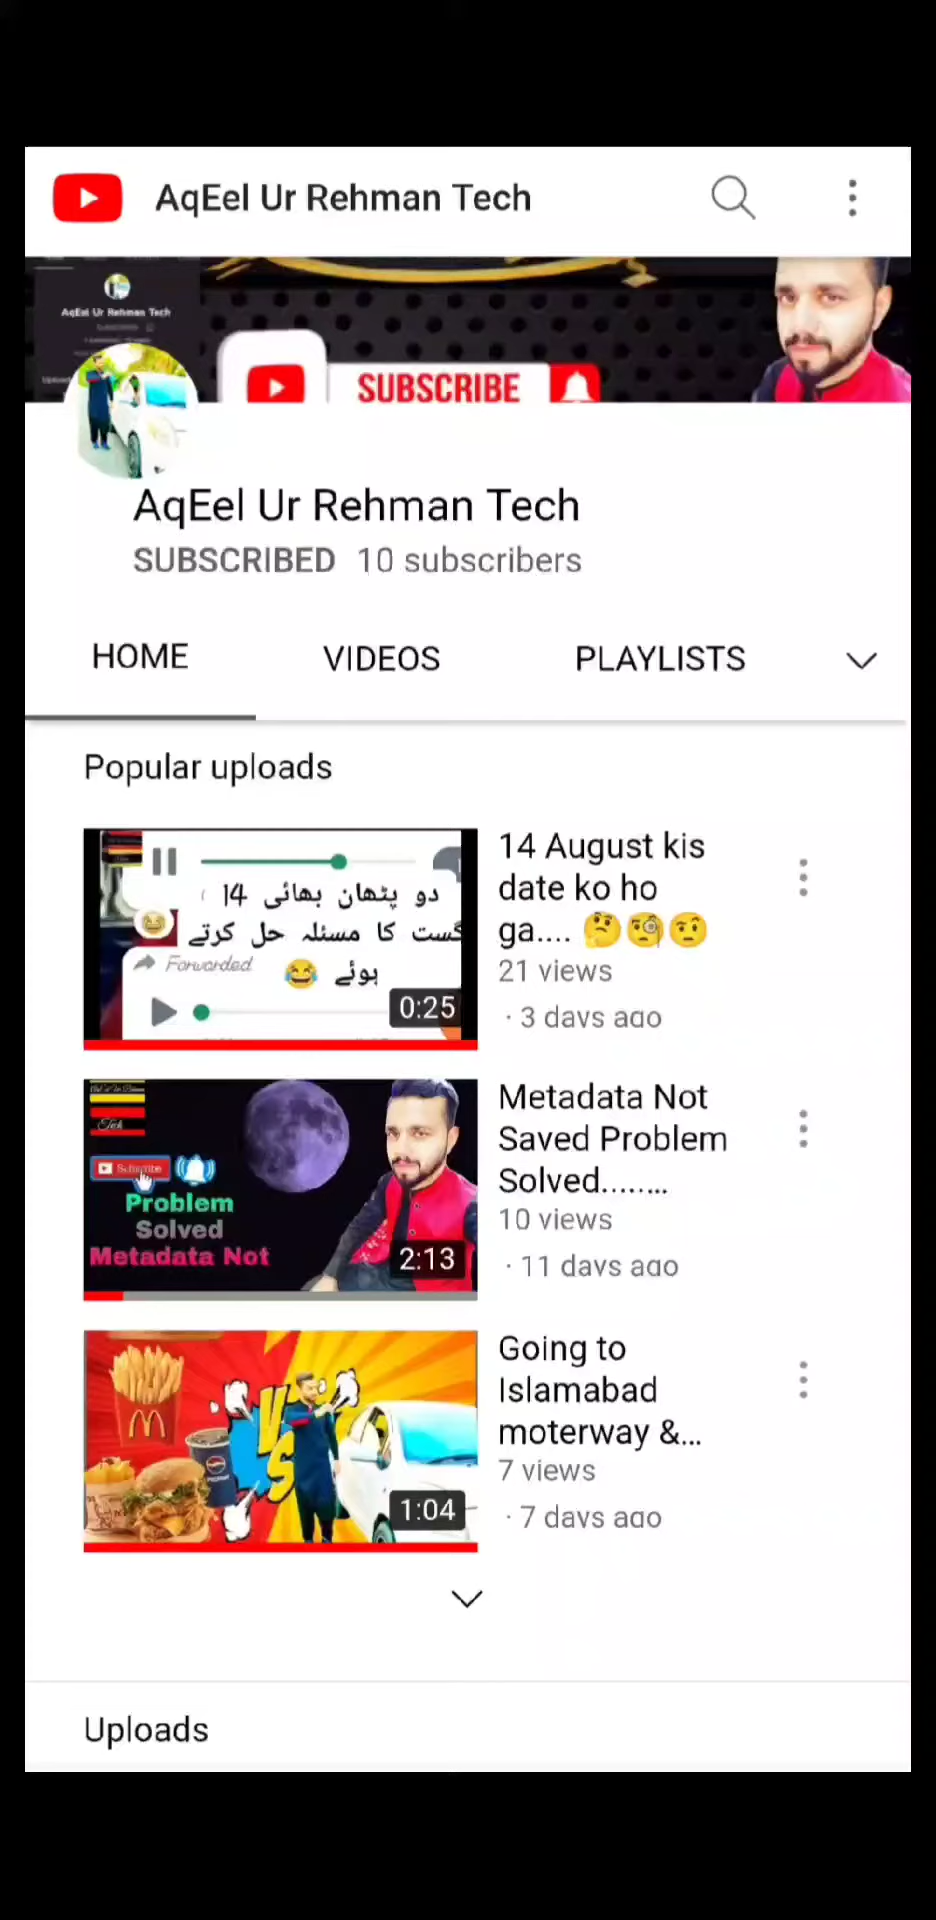 AqEel Ur Rehman Tech
AqEel Ur Rehman Tech
SUBSCRIBE
AqEel Ur Rehman Tech
SUBSCRIBED 10 subscribers
HOME VIDEOS PLAYLISTS
Popular uploads
دو پٹھان بھائی 14
گست کا مسئلہ حل کرتے
ہوئے 😂
Forwarded
0:25
14 August kis
date ko ho
ga.... 🤔🧐🤨
21 views
· 3 days ago
Tech
Subscribe
Problem
Solved
Metadata Not
2:13
Metadata Not
Saved Problem
Solved........
10 views
· 11 days ago
VS
1:04
Going to
Islamabad
moterway &...
7 views
· 7 days ago
Uploads